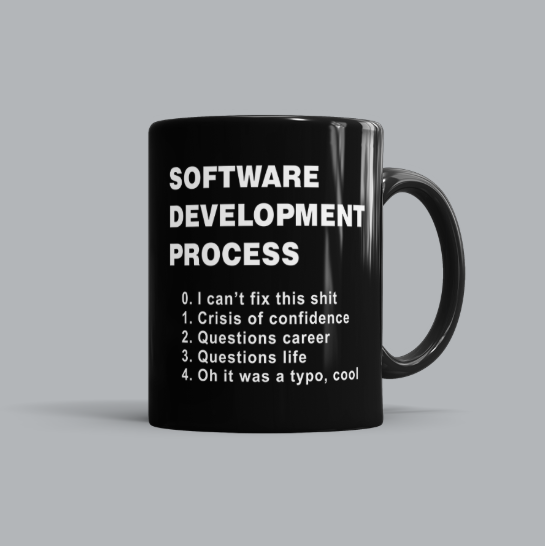 SOFTWARE
DEVELOPMENT
PROCESS
0. I can't fix this shit
1. Crisis of confidence
2. Questions career
3. Questions life
4. Oh it was a typo, cool